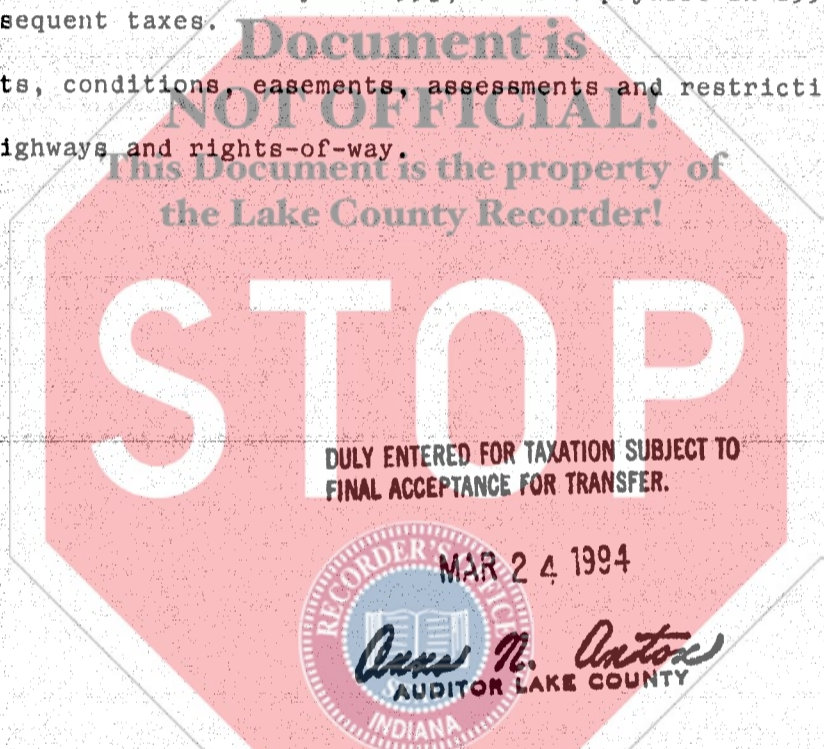 sequent taxes.
Document is
ts, conditions, easements, assessments and restricti
NOT OFFICIAL!
ighways and rights-of-way.
This Document is the property of
the Lake County Recorder!
STOP
DULY ENTERED FOR TAXATION SUBJECT TO
FINAL ACCEPTANCE FOR TRANSFER.
MAR 24 1994
RECORDER'S OFFICE
Anna N. Anton
AUDITOR LAKE COUNTY
INDIANA